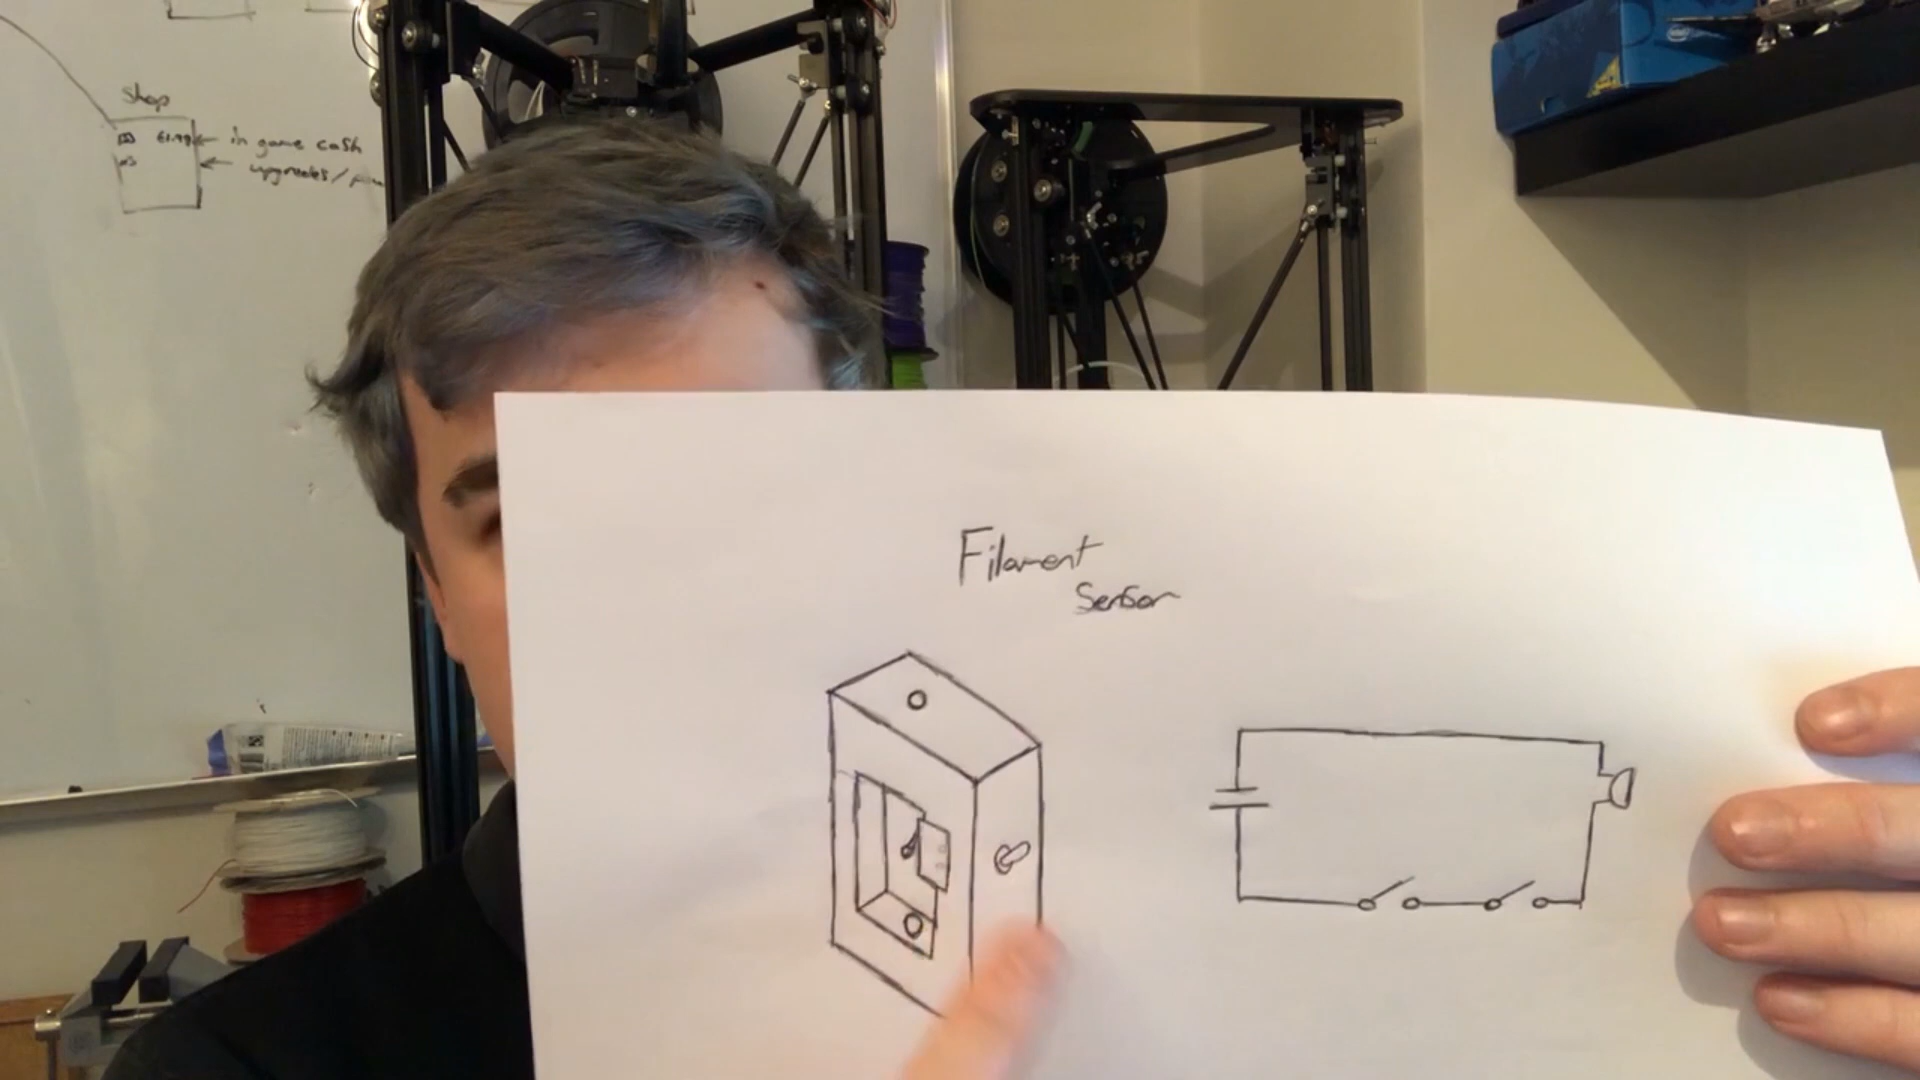 Shop
in game cash
upgrades /
Filament
Sensor